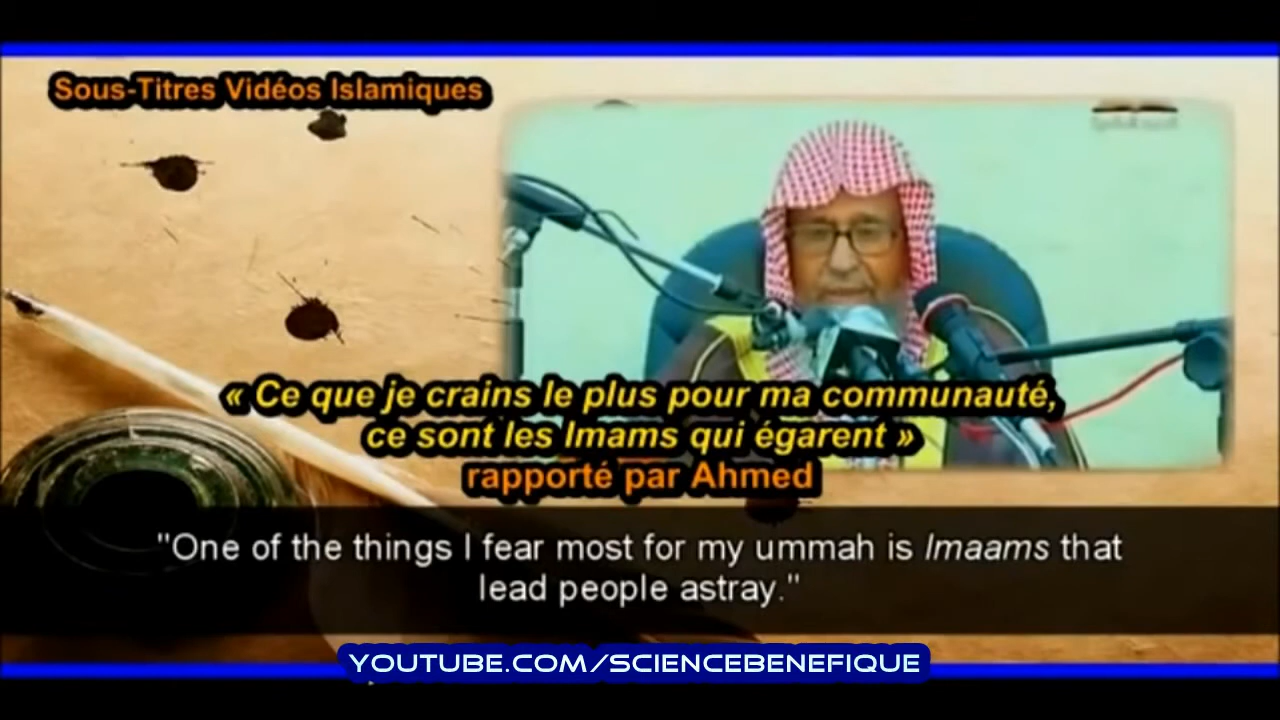 Sous-Titres Vidéos Islamiques
« Ce que je crains le plus pour ma communauté,
ce sont les Imams qui égarent »
rapporté par Ahmed
"One of the things I fear most for my ummah is Imaams that
lead people astray."
YOUTUBE.COM/SCIENCEBENEFIQUE